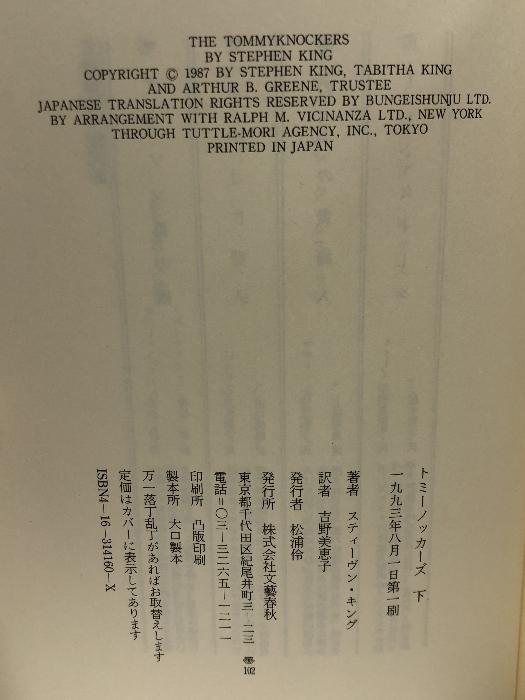 THE TOMMYKNOCKERS
BY STEPHEN KING
COPYRIGHT © 1987 BY STEPHEN KING, TABITHA KING
AND ARTHUR B. GREENE, TRUSTEE
JAPANESE TRANSLATION RIGHTS RESERVED BY BUNGEISHUNJU LTD.
BY ARRANGEMENT WITH RALPH M. VICINANZA LTD., NEW YORK
THROUGH TUTTLE-MORI AGENCY, INC., TOKYO
PRINTED IN JAPAN
トミーノッカーズ 下
一九九三年八月一日第一刷
著者 スティーヴン・キング
訳者 吉野美恵子
発行者 松浦伶
発行所 株式会社文藝春秋
東京都千代田区紀尾井町三-二三 102
電話=〇三-三二六五-一二一一
印刷所 凸版印刷
製本所 大口製本
万一落丁乱丁があればお取替えします
定価はカバーに表示してあります
ISBN4-16-314160-X